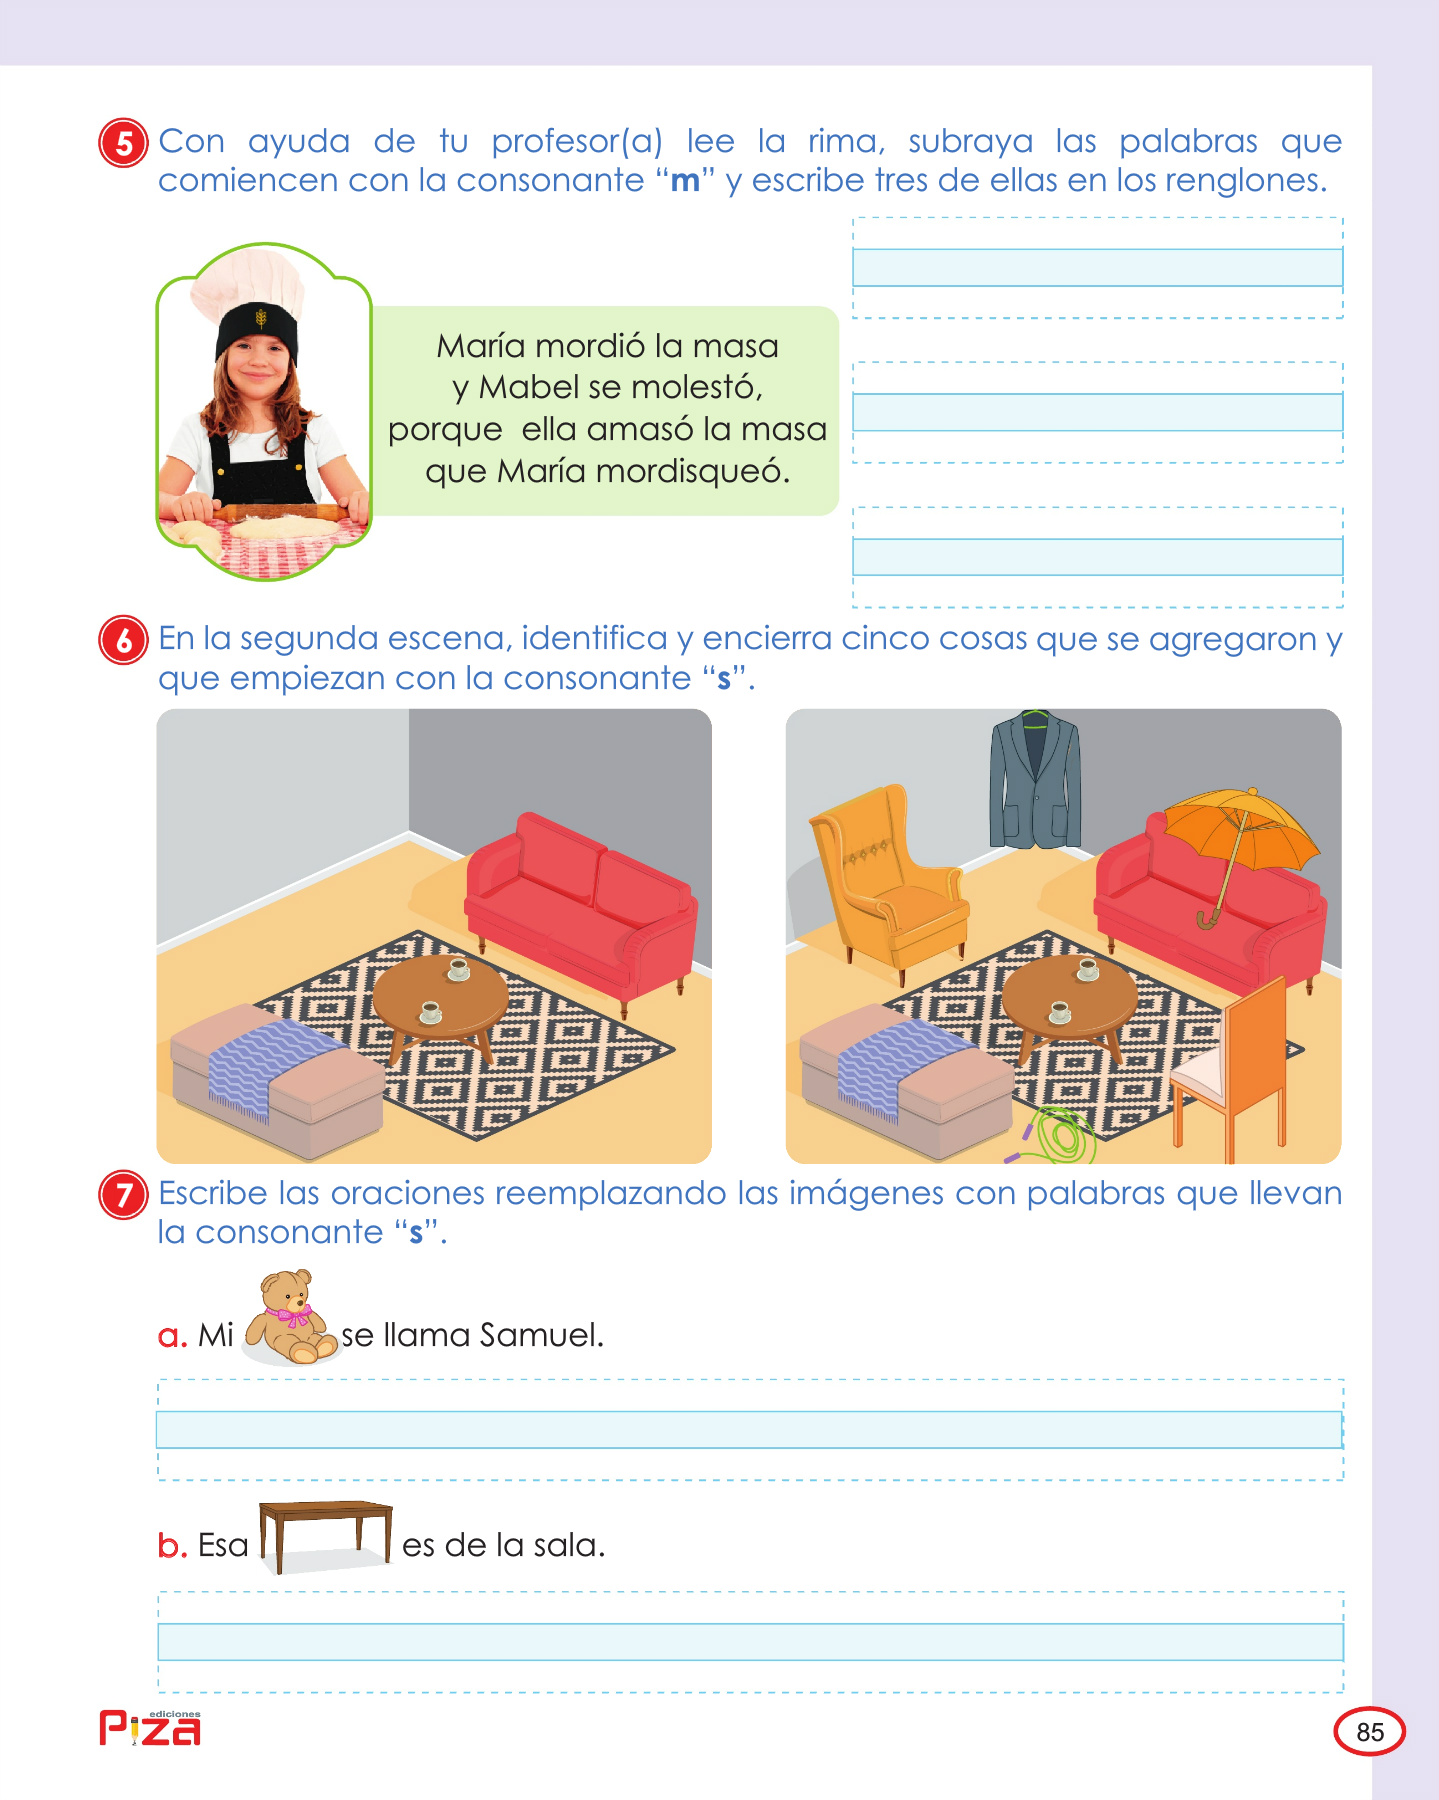 5 Con ayuda de tu profesor(a) lee la rima, subraya las palabras que
comiencen con la consonante “m” y escribe tres de ellas en los renglones.
María mordió la masa
y Mabel se molestó,
porque ella amasó la masa
que María mordisqueó.
6 En la segunda escena, identifica y encierra cinco cosas que se agregaron y
que empiezan con la consonante “s”.
7 Escribe las oraciones reemplazando las imágenes con palabras que llevan
la consonante “s”.
a. Mi se llama Samuel.
b. Esa es de la sala.
ediciones
Piza
85